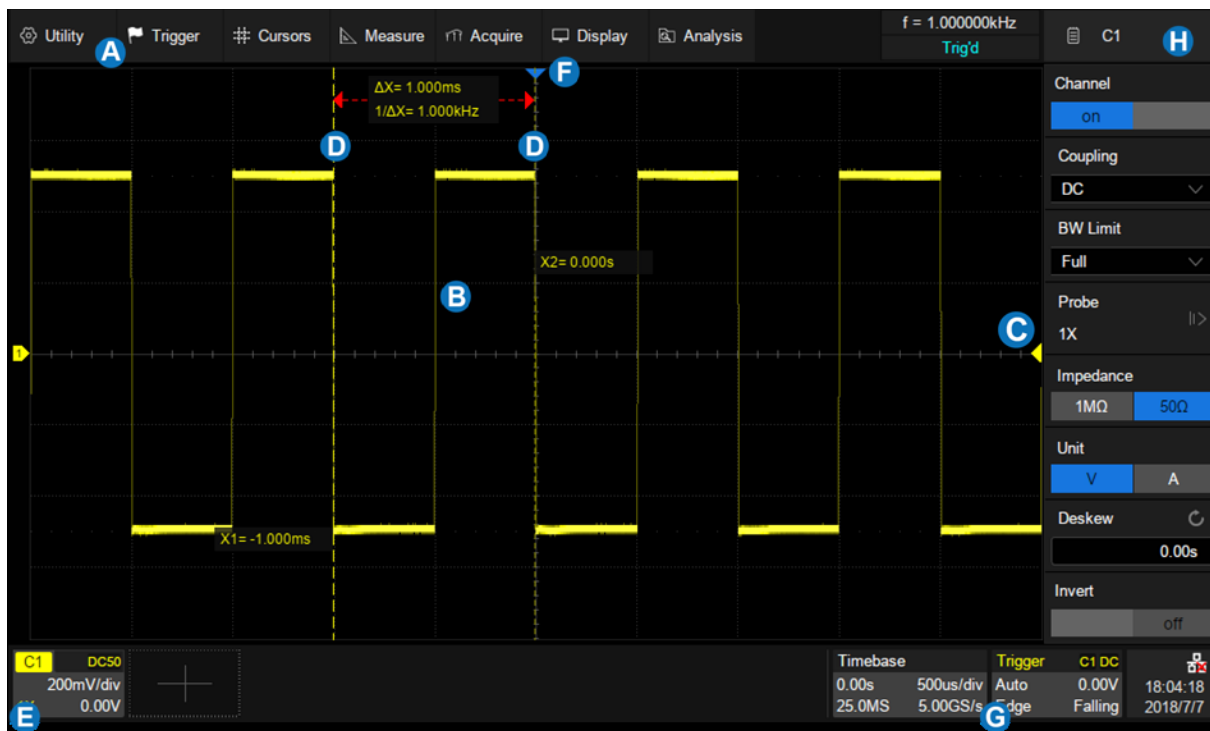 Utility Trigger Cursors Measure Acquire Display Analysis
f = 1.000000kHz
Trig'd
C1
A
H
F
ΔX= 1.000ms
1/ΔX= 1.000kHz
D
D
X2= 0.000s
B
C
1
X1= -1.000ms
Channel
on
Coupling
DC
BW Limit
Full
Probe
1X
Impedance
1MΩ 50Ω
Unit
V A
Deskew
0.00s
Invert
off
C1 DC50
200mV/div
0.00V
E
Timebase
0.00s 500us/div
25.0MS 5.00GS/s
Trigger C1 DC
Auto 0.00V
Edge Falling
G
18:04:18
2018/7/7